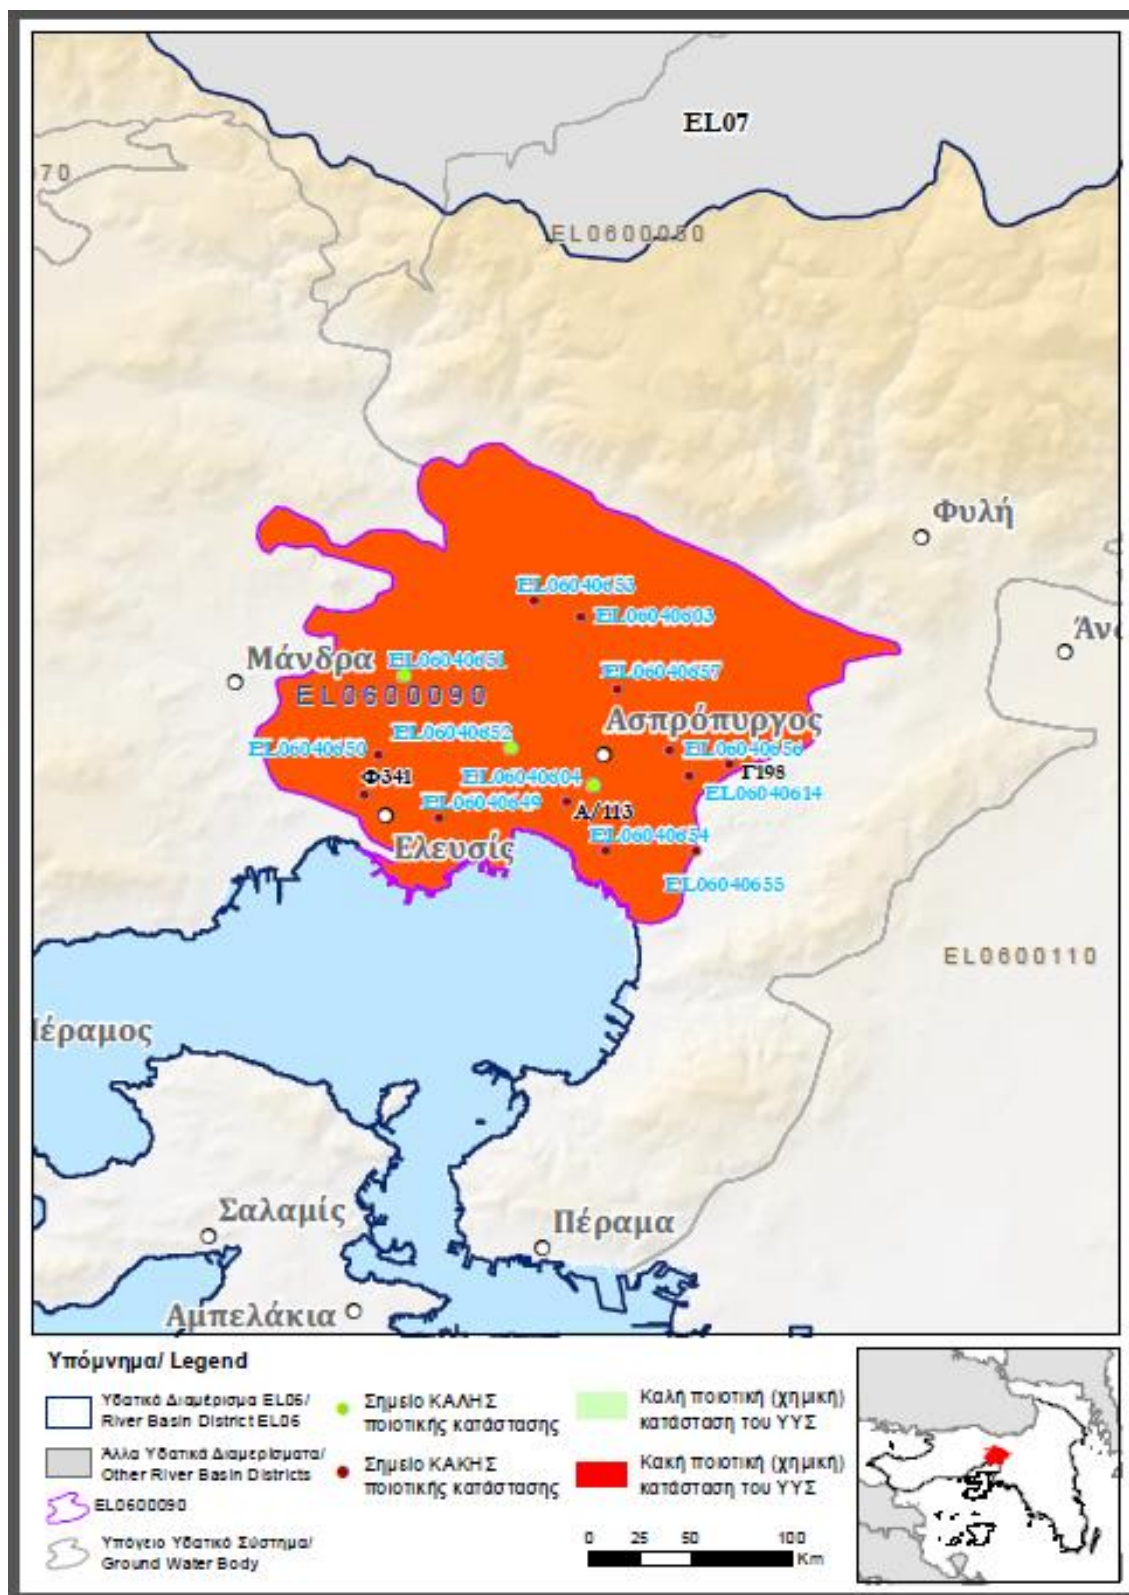 EL07
070
EL0600080
Φυλή
Άνα
EL06040653
EL06040603
Μάνδρα
EL06040651
EL06040657
EL0600090
Ασπρόπυργος
EL06040652
EL06040650
EL06040656
Φ341
EL06040604
Γ198
EL06040649
Α/113
EL06040614
Ελευσίς
EL06040654
EL06040655
EL0600110
έραμος
Σαλαμίς
Πέραμα
Αμπελάκια
Υπόμνημα/ Legend
Υδατικό Διαμέρισμα EL06/
River Basin District EL06
Άλλα Υδατικά Διαμερίσματα/
Other River Basin Districts
EL0600090
Υπόγειο Υδατικό Σύστημα/
Ground Water Body
Σημείο ΚΑΛΗΣ
ποιοτικής κατάστασης
Σημείο ΚΑΚΗΣ
ποιοτικής κατάστασης
Καλή ποιοτική (χημική)
κατάσταση του ΥΥΣ
Κακή ποιοτική (χημική)
κατάσταση του ΥΥΣ
0 25 50 100
Km